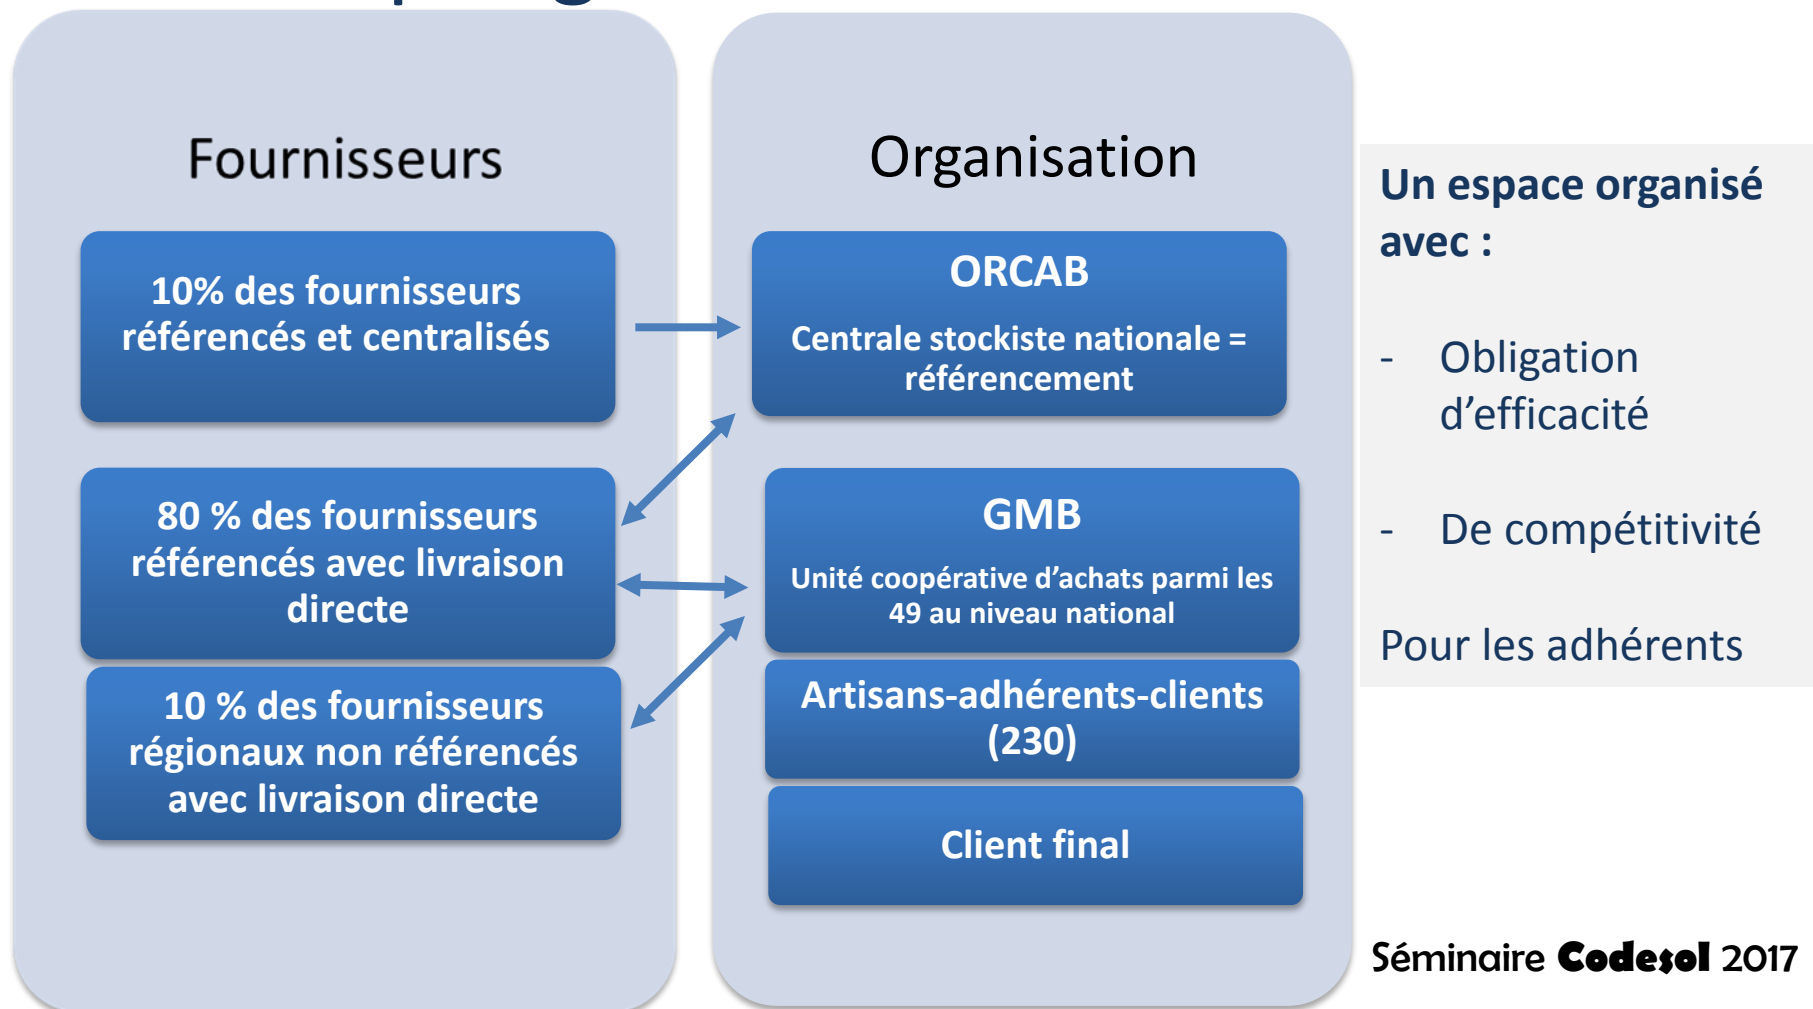 Fournisseurs
10% des fournisseurs
référencés et centralisés
80 % des fournisseurs
référencés avec livraison
directe
10 % des fournisseurs
régionaux non référencés
avec livraison directe
Organisation
ORCAB
Centrale stockiste nationale =
référencement
GMB
Unité coopérative d’achats parmi les
49 au niveau national
Artisans-adhérents-clients
(230)
Client final
Un espace organisé
avec :
- Obligation
d’efficacité
- De compétitivité
Pour les adhérents
Séminaire Codesol 2017